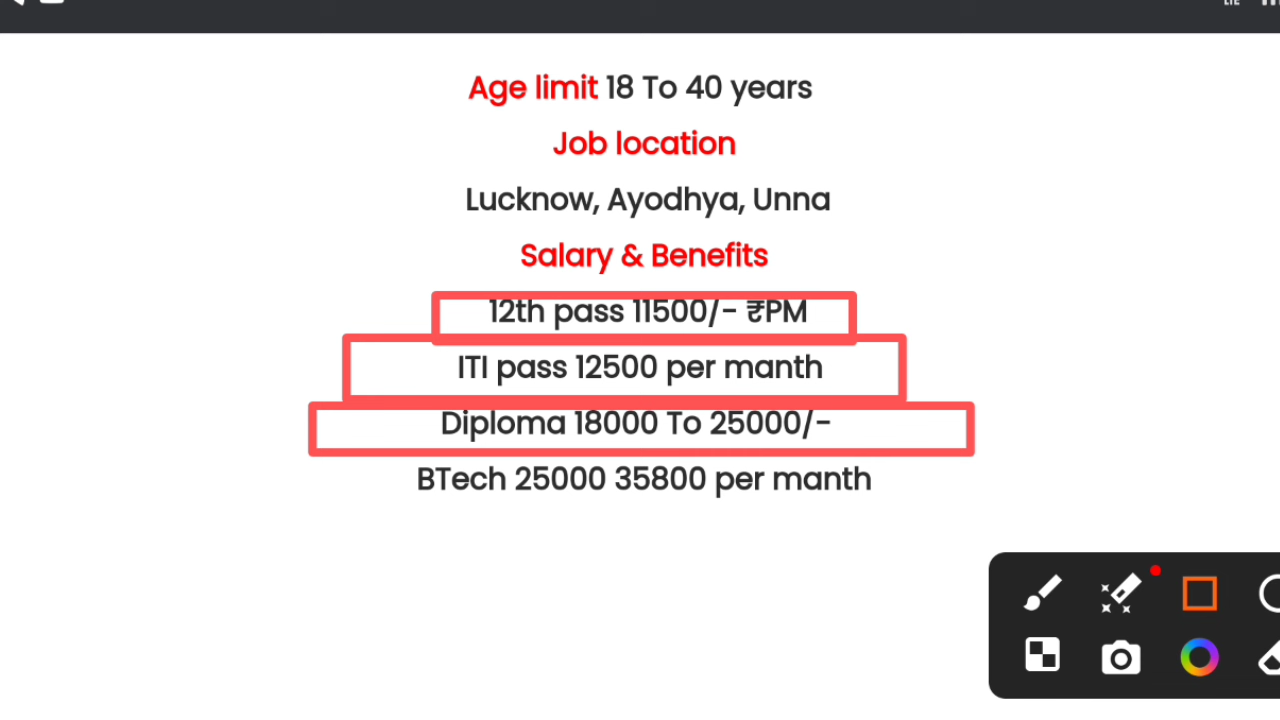 LTE
Age limit 18 To 40 years
Job location
Lucknow, Ayodhya, Unna
Salary & Benefits
12th pass 11500/- ₹PM
ITI pass 12500 per manth
Diploma 18000 To 25000/-
BTech 25000 35800 per manth